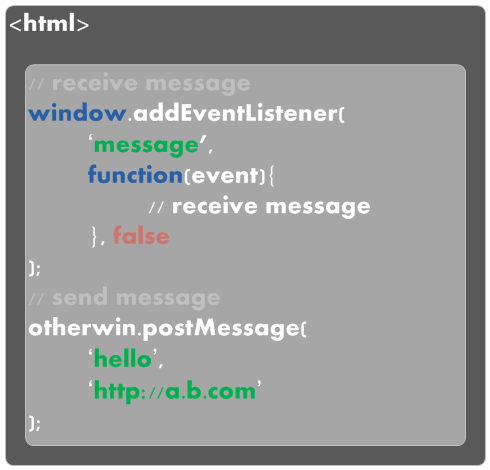 <html>
// receive message
window.addEventListener(
‘message’,
function(event){
// receive message
}, false
);
// send message
otherwin.postMessage(
‘hello’,
‘http://a.b.com’
);